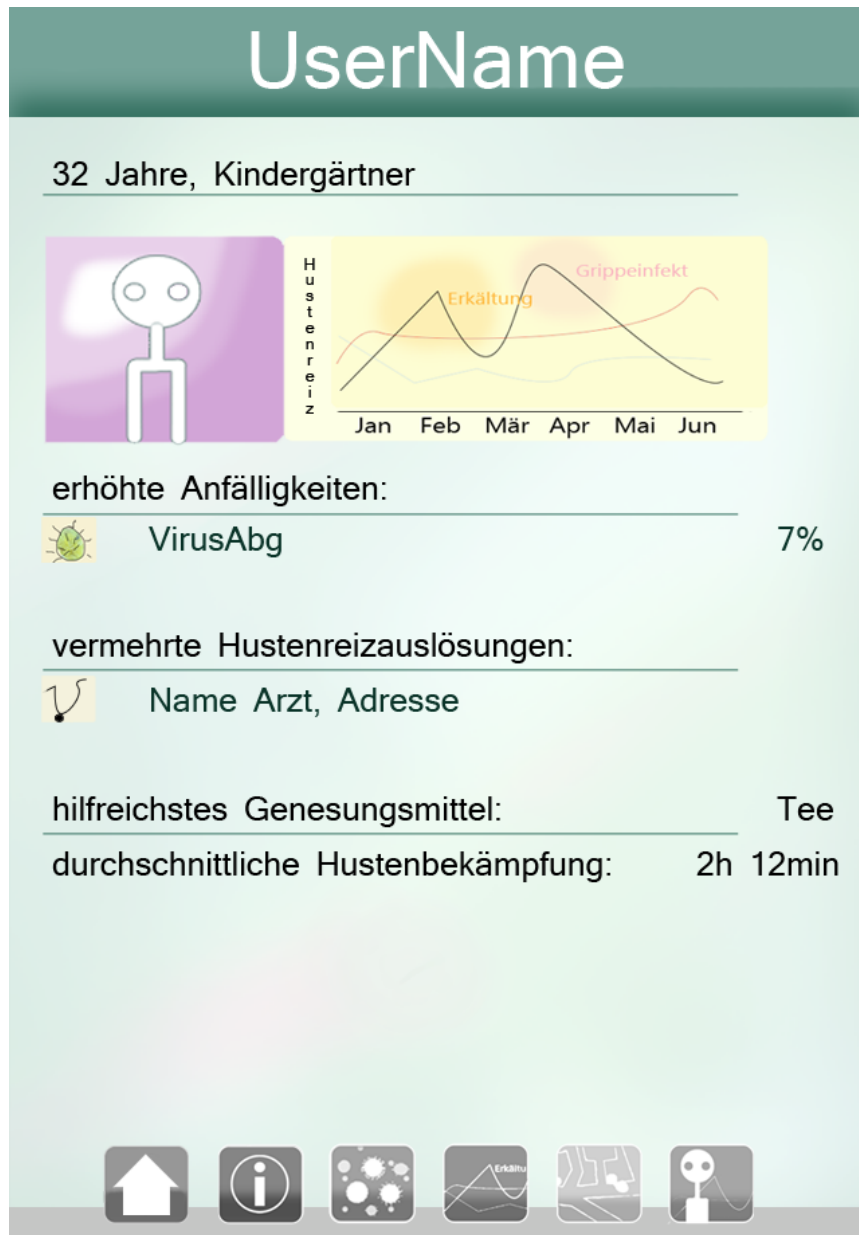 UserName
32 Jahre, Kindergärtner
Hustenreiz
Grippeinfekt
Erkältung
Jan Feb Mär Apr Mai Jun
erhöhte Anfälligkeiten:
VirusAbg 7%
vermehrte Hustenreizauslösungen:
Name Arzt, Adresse
hilfreichstes Genesungsmittel: Tee
durchschnittliche Hustenbekämpfung: 2h 12min
Erkältu